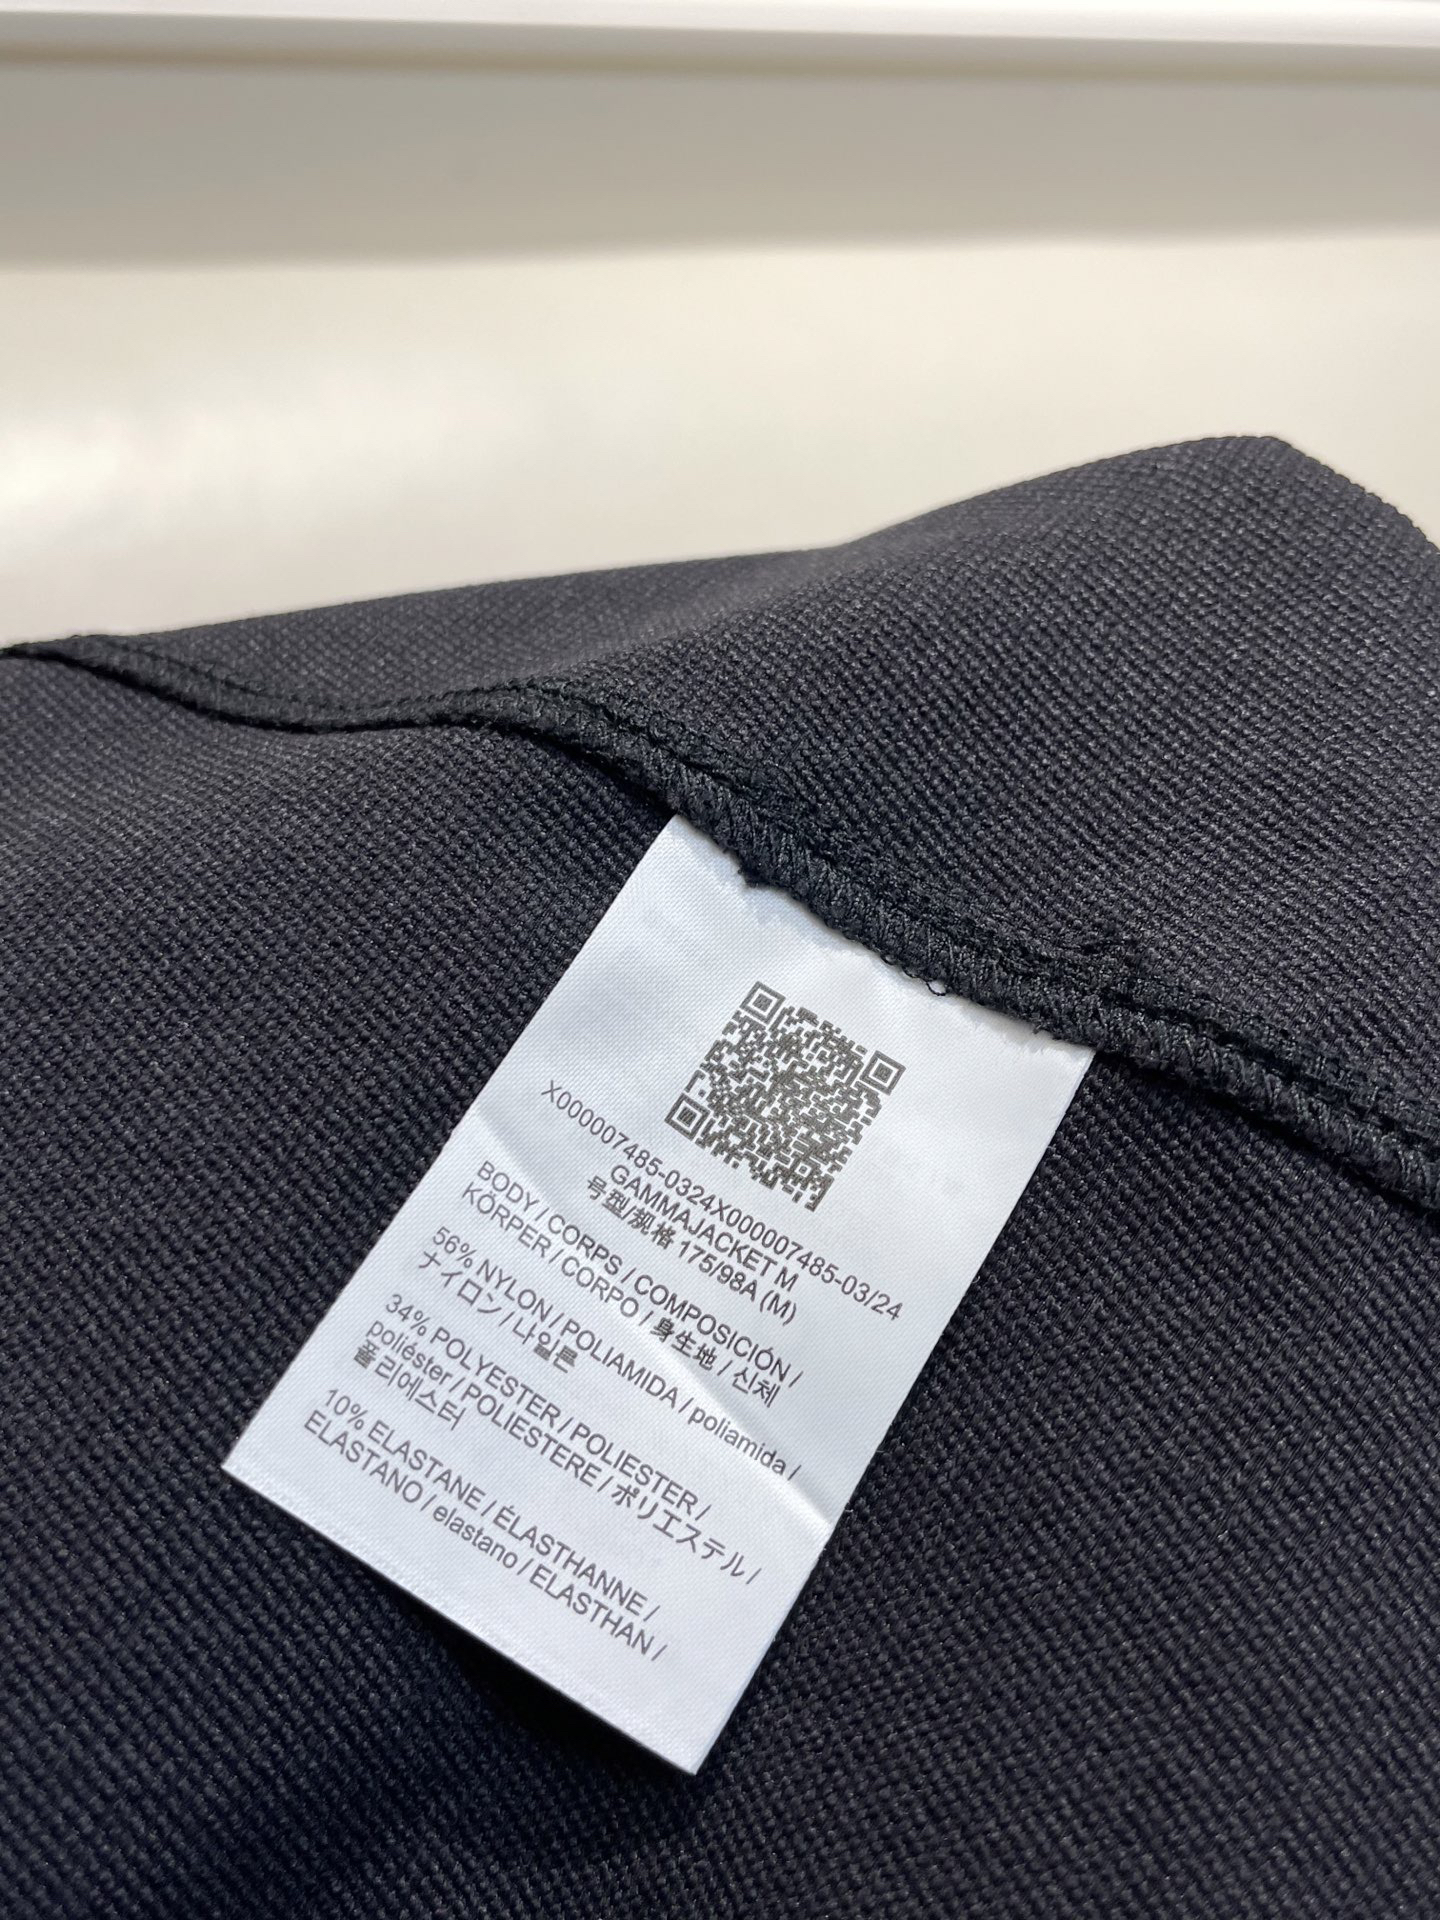 X000007485-0324X000007485-03/24
GAMMAJACKET M
号型/规格 175/98A (M)
BODY / CORPS / COMPOSICIÓN /
KÖRPER / CORPO / 身生地 / 신체
56% NYLON / POLIAMIDA / poliamida /
ナイロン / 나일론
34% POLYESTER / POLIESTER /
poliéster / POLIESTERE / ポリエステル /
폴리에스터
10% ELASTANE / ÉLASTHANNE /
ELASTANO / elastano / ELASTHAN /